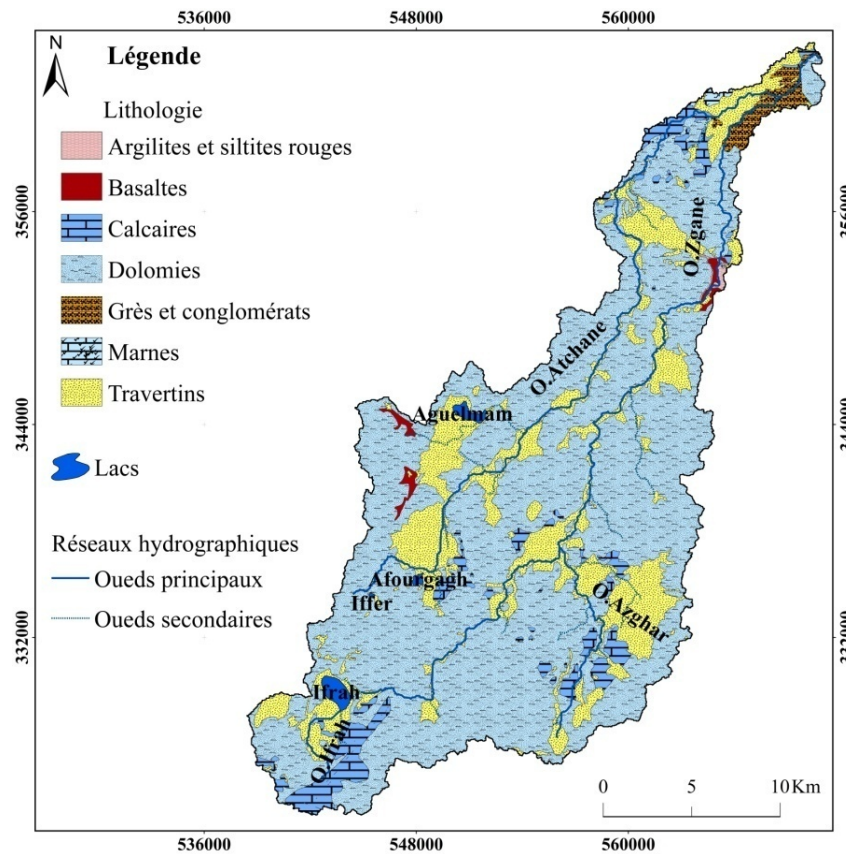 536000 548000 560000
N
Légende
Lithologie
Argilites et siltites rouges
Basaltes
Calcaires
Dolomies
Grès et conglomérats
Marnes
Travertins
Lacs
Réseaux hydrographiques
Oueds principaux
Oueds secondaires
356000
356000
344000
344000
332000
332000
O.Zgane
O.Atchane
Aguelmam
Afourgagh
Iffer
O.Azghar
Ifrah
O.Ifrah
0 5 10 Km
536000 548000 560000